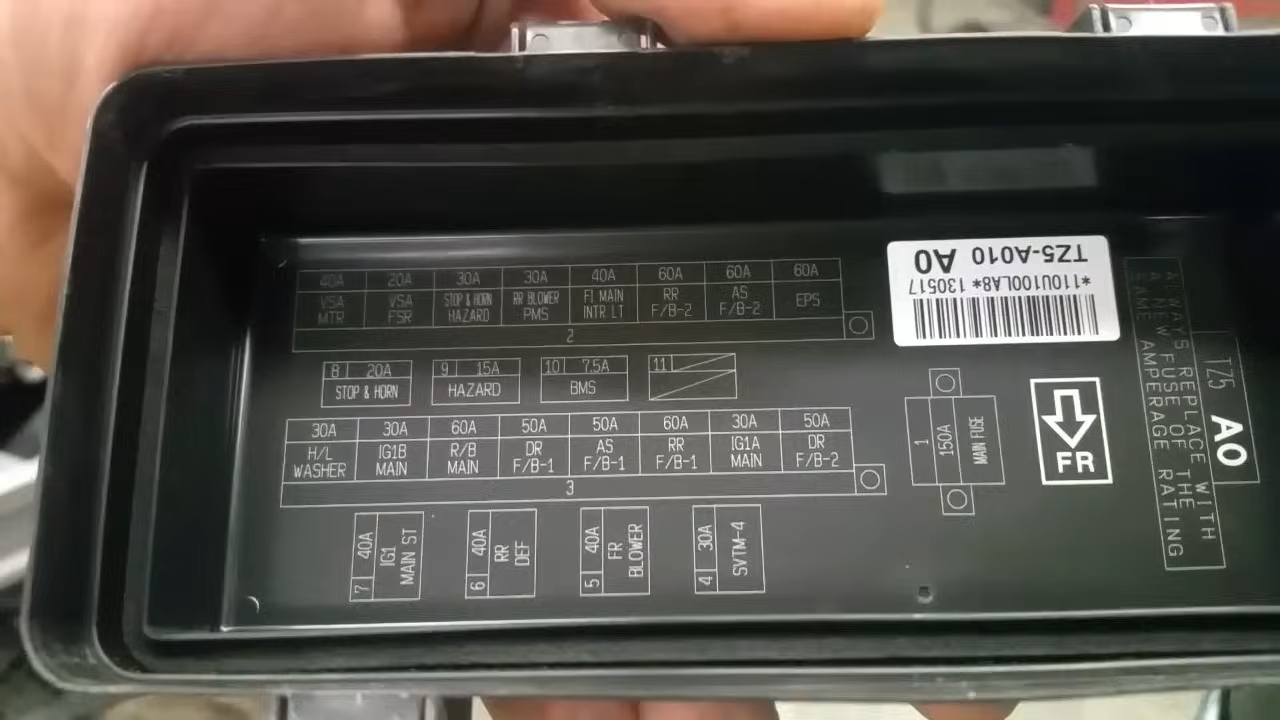 TZ5-A010 A0
*110U100LA8* 130517
40A 20A 30A 30A 40A 60A 60A 60A
VSA MTR
VSA FSR
STOP & HORN HAZARD
RR BLOWER PMS
FI MAIN INTR LT
RR F/B-2
AS F/B-2
EPS
2
8 20A
STOP & HORN
9 15A
HAZARD
10 7.5A
BMS
11
30A 30A 60A 50A 50A 60A 30A 50A
H/L WASHER
IG1B MAIN
R/B MAIN
DR F/B-1
AS F/B-1
RR F/B-1
IG1A MAIN
DR F/B-2
3
7 40A
IG1
MAIN ST
6 40A
RR
DEF
5 40A
FR
BLOWER
4 30A
SVTM-4
1 150A
MAIN FUSE
FR
TZ5 A0
ALWAYS REPLACE WITH
A NEW FUSE OF THE
SAME AMPERAGE RATING